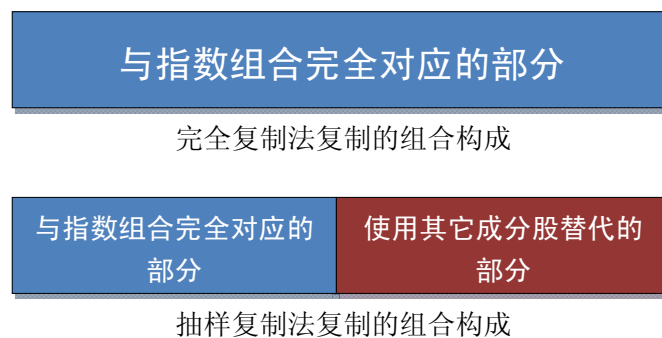 与指数组合完全对应的部分
完全复制法复制的组合构成
与指数组合完全对应的
部分
使用其它成分股替代的
部分
抽样复制法复制的组合构成